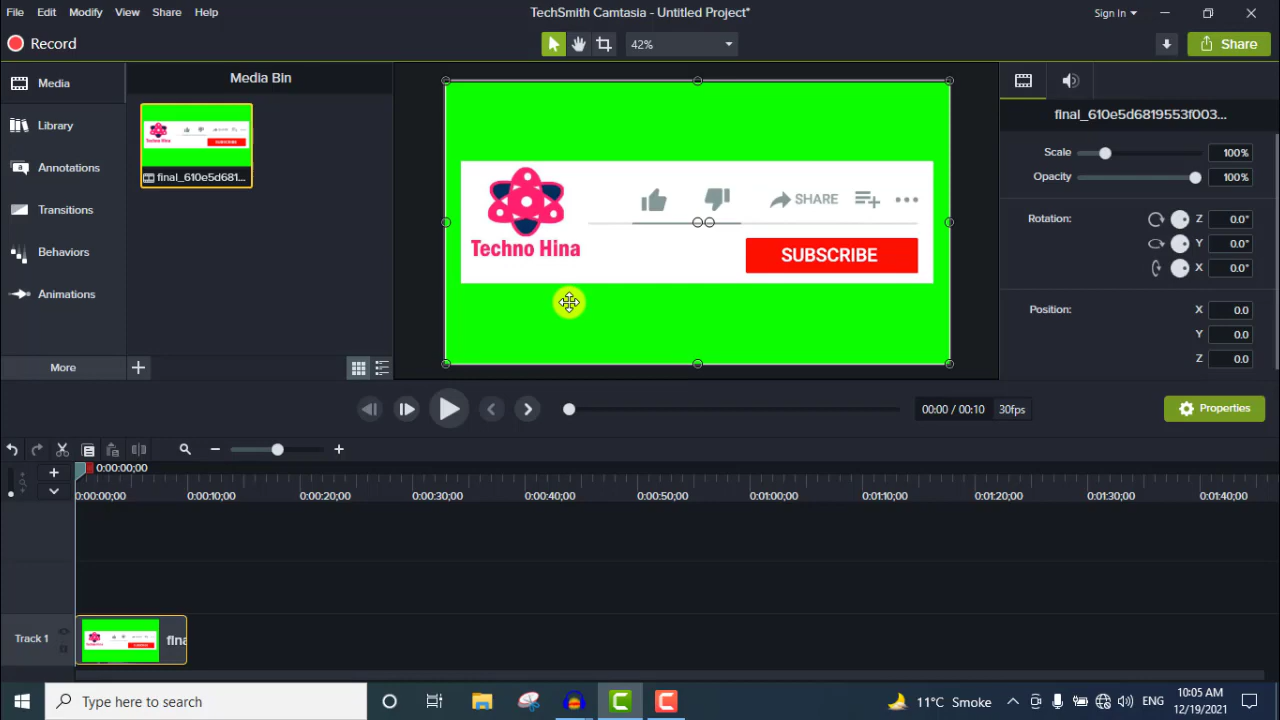 File Edit Modify View Share Help
TechSmith Camtasia - Untitled Project*
Sign In
Record
42%
Share
Media
Library
Annotations
Transitions
Behaviors
Animations
More
Media Bin
SUBSCRIBE
final_610e5d681...
Techno Hina
SHARE
SUBSCRIBE
final_610e5d6819553f003...
Scale 100%
Opacity 100%
Rotation: Z 0.0°
Y 0.0°
X 0.0°
Position: X 0.0
Y 0.0
Z 0.0
00:00 / 00:10 30fps
Properties
0:00:00;00
0:00:00;00 0:00:10;00 0:00:20;00 0:00:30;00 0:00:40;00 0:00:50;00 0:01:00;00 0:01:10;00 0:01:20;00 0:01:30;00 0:01:40;00
Track 1
fina
Type here to search
11°C Smoke
ENG
10:05 AM
12/19/2021